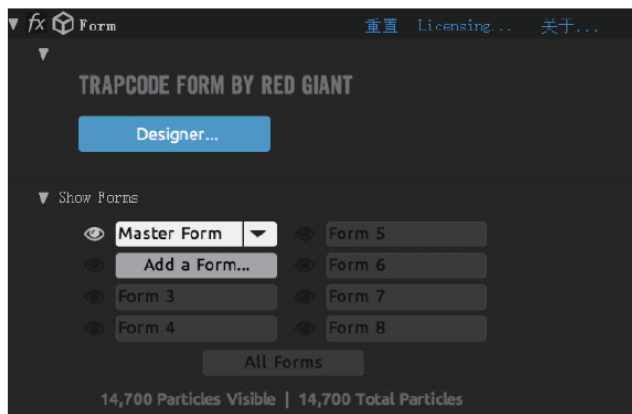 fx Form 重置 Licensing... 关于...
TRAPCODE FORM BY RED GIANT
Designer...
Show Forms
Master Form Form 5
Add a Form... Form 6
Form 3 Form 7
Form 4 Form 8
All Forms
14,700 Particles Visible | 14,700 Total Particles